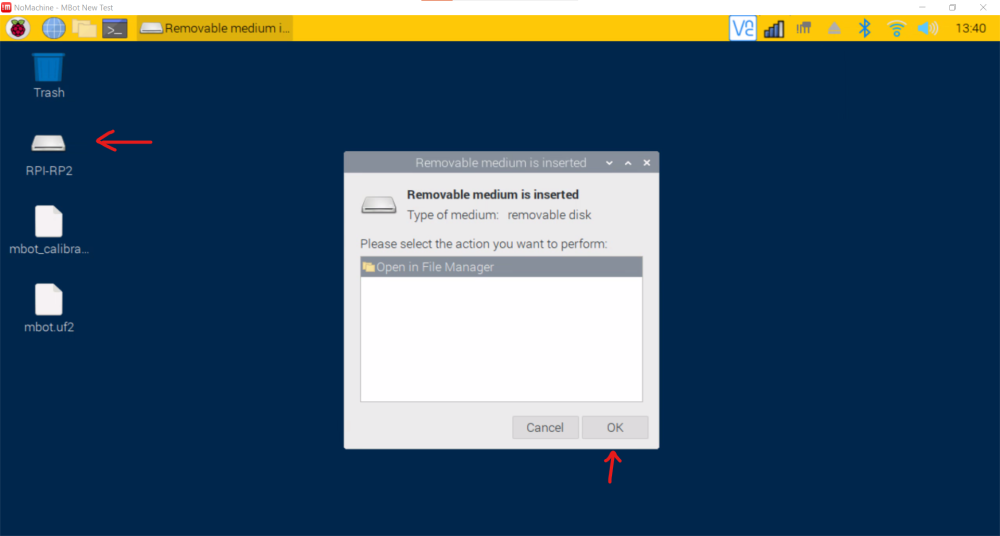 NoMachine - MBot New Test
Removable medium i...
13:40
Trash
RPI-RP2
mbot_calibra...
mbot.uf2
Removable medium is inserted
Removable medium is inserted
Type of medium: removable disk
Please select the action you want to perform:
Open in File Manager
Cancel
OK